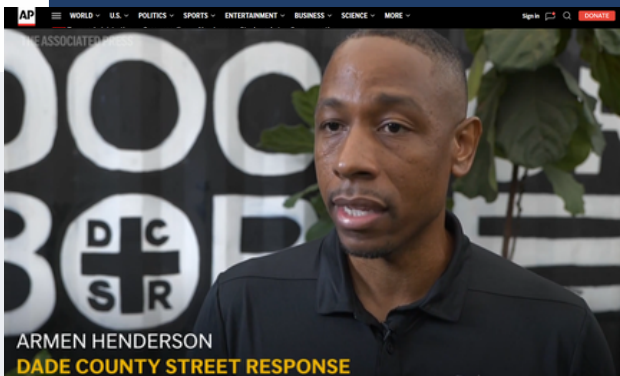 AP WORLD U.S. POLITICS SPORTS ENTERTAINMENT BUSINESS SCIENCE MORE Sign in DONATE
THE ASSOCIATED PRESS
DOC
BO
D C
S R
ARMEN HENDERSON
DADE COUNTY STREET RESPONSE